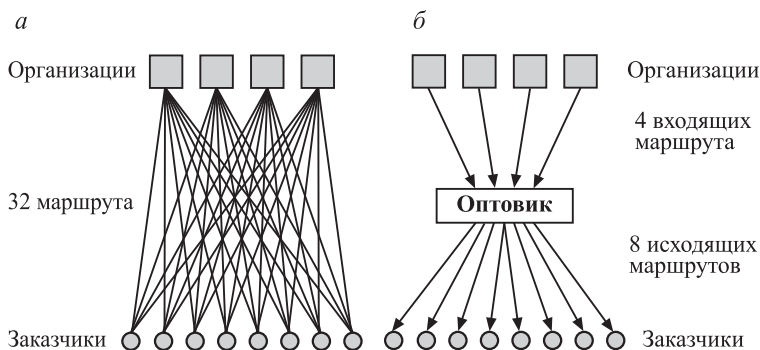 а
б
Организации
Организации
4 входящих
маршрута
32 маршрута
Оптовик
8 исходящих
маршрутов
Заказчики
Заказчики